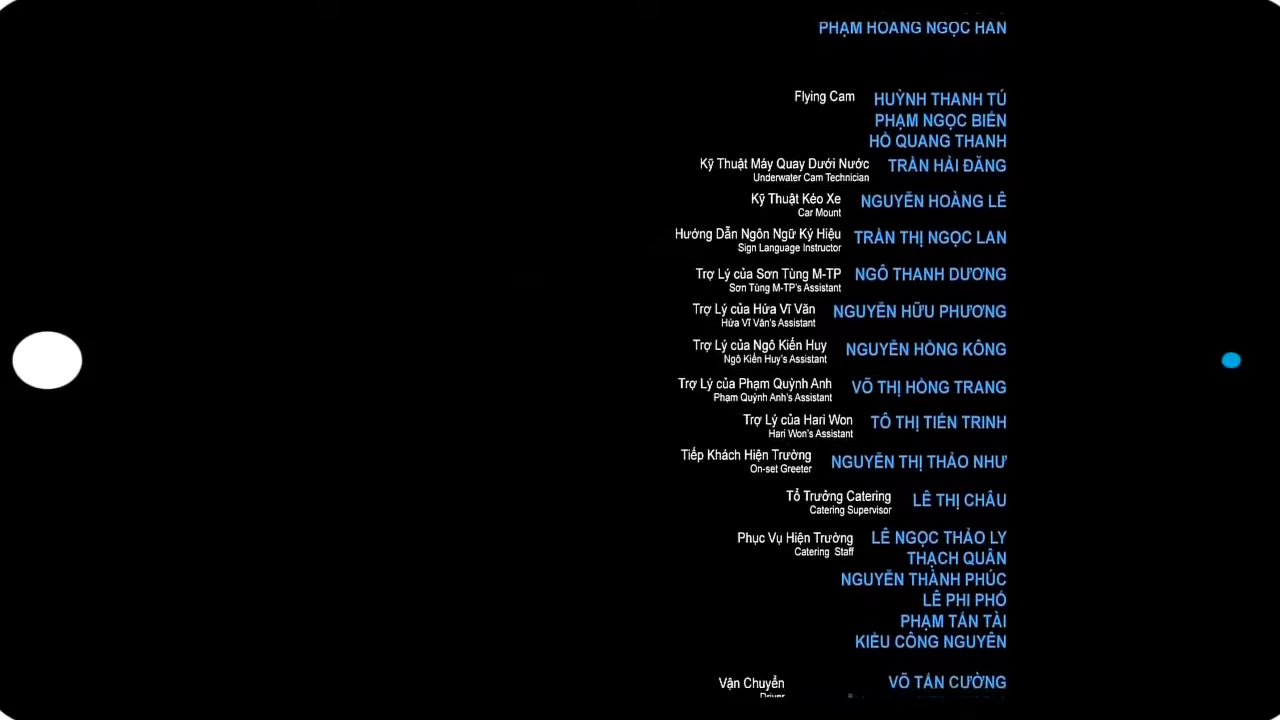 PHẠM HOÀNG NGỌC HÂN
Flying Cam HUỲNH THANH TÚ
PHẠM NGỌC BIỂN
HỒ QUANG THANH
Kỹ Thuật Máy Quay Dưới Nước TRẦN HẢI ĐĂNG
Underwater Cam Technician
Kỹ Thuật Kéo Xe NGUYỄN HOÀNG LÊ
Car Mount
Hướng Dẫn Ngôn Ngữ Ký Hiệu TRẦN THỊ NGỌC LAN
Sign Language Instructor
Trợ Lý của Sơn Tùng M-TP NGÔ THANH DƯƠNG
Sơn Tùng M-TP's Assistant
Trợ Lý của Hứa Vĩ Văn NGUYỄN HỮU PHƯƠNG
Hứa Vĩ Văn's Assistant
Trợ Lý của Ngô Kiến Huy NGUYỄN HỒNG KÔNG
Ngô Kiến Huy's Assistant
Trợ Lý của Phạm Quỳnh Anh VÕ THỊ HỒNG TRANG
Phạm Quỳnh Anh's Assistant
Trợ Lý của Hari Won TÔ THỊ TIẾN TRINH
Hari Won's Assistant
Tiếp Khách Hiện Trường NGUYỄN THỊ THẢO NHƯ
On-set Greeter
Tổ Trưởng Catering LÊ THỊ CHÂU
Catering Supervisor
Phục Vụ Hiện Trường LÊ NGỌC THẢO LY
Catering Staff
THẠCH QUÂN
NGUYỄN THÀNH PHÚC
LÊ PHI PHỐ
PHẠM TẤN TÀI
KIỀU CÔNG NGUYÊN
Vận Chuyển VÕ TẤN CƯỜNG
Driver